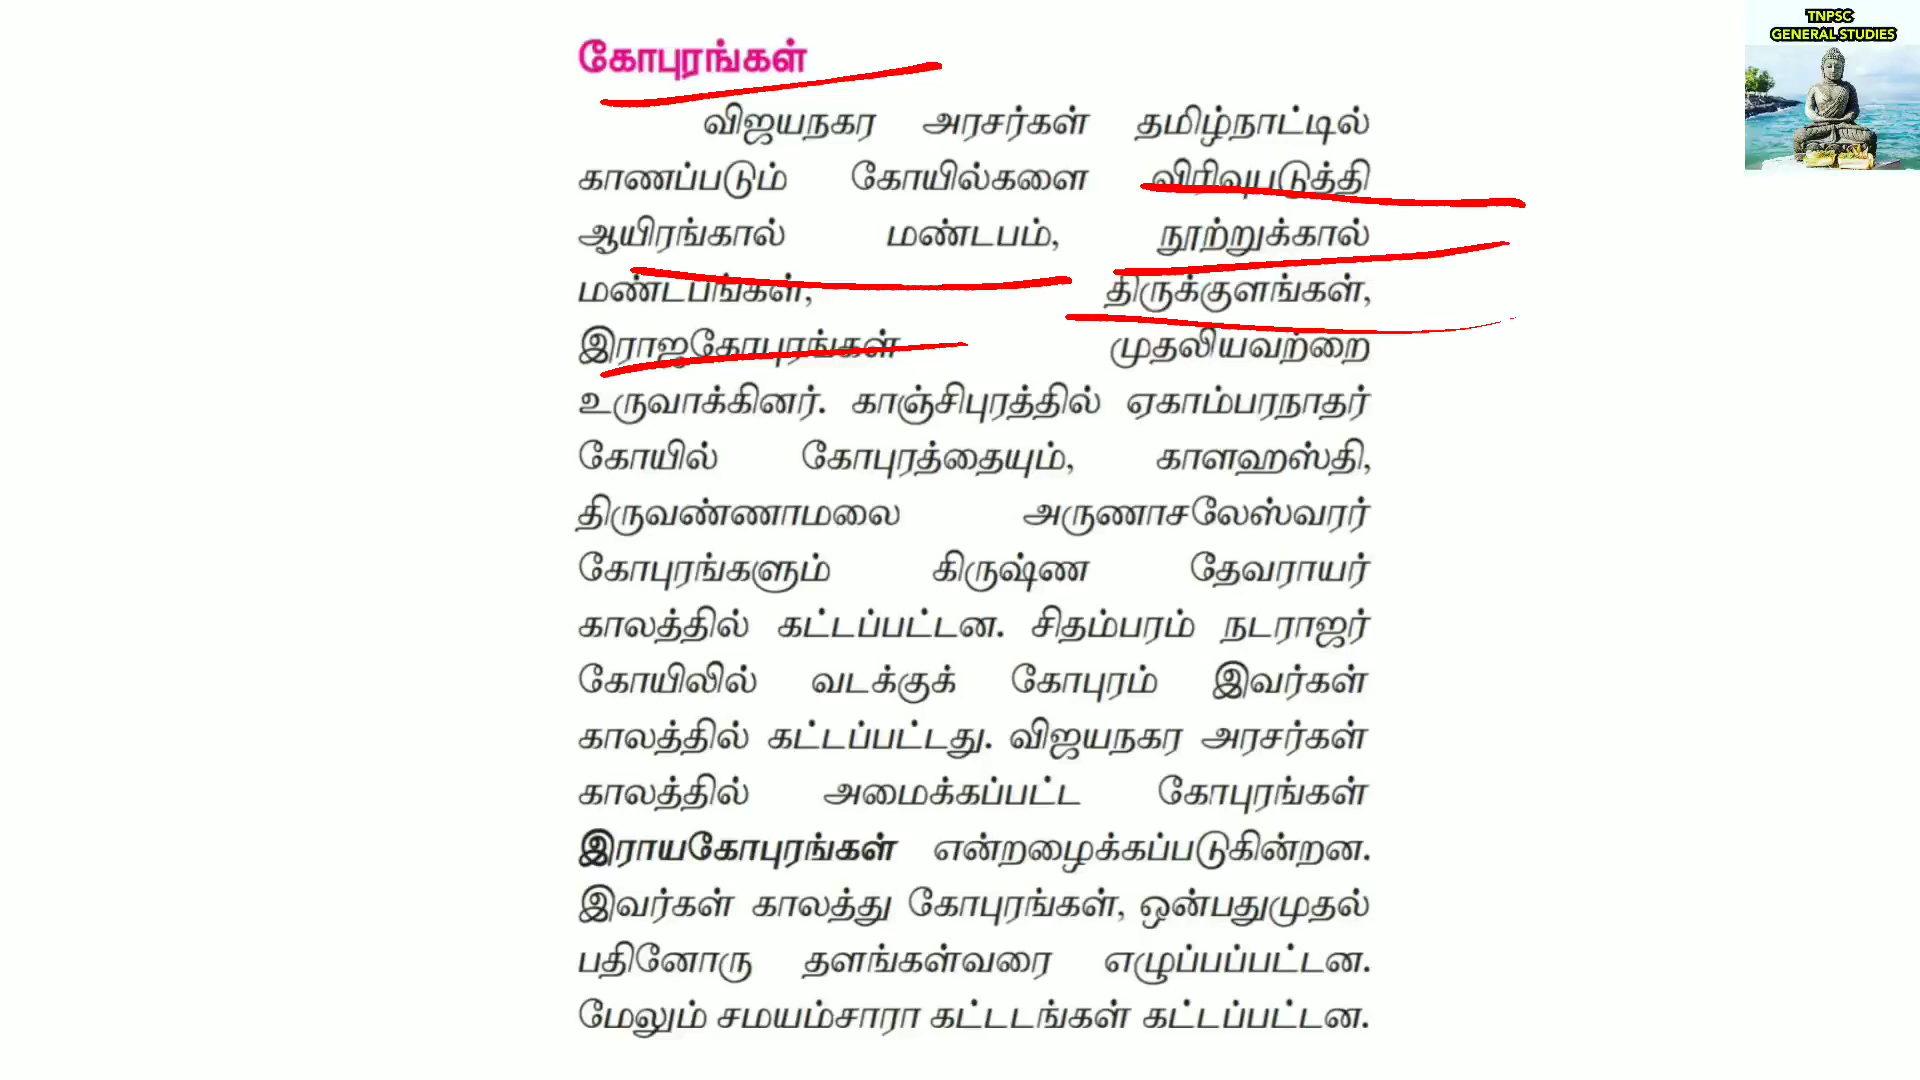 கோபுரங்கள்
விஜயநகர அரசர்கள் தமிழ்நாட்டில்
காணப்படும் கோயில்களை விரிவுபடுத்தி
ஆயிரங்கால் மண்டபம், நூற்றுக்கால்
மண்டபங்கள், திருக்குளங்கள்,
இராஜகோபுரங்கள் முதலியவற்றை
உருவாக்கினர். காஞ்சிபுரத்தில் ஏகாம்பரநாதர்
கோயில் கோபுரத்தையும், காளஹஸ்தி,
திருவண்ணாமலை அருணாசலேஸ்வரர்
கோபுரங்களும் கிருஷ்ண தேவராயர்
காலத்தில் கட்டப்பட்டன. சிதம்பரம் நடராஜர்
கோயிலில் வடக்குக் கோபுரம் இவர்கள்
காலத்தில் கட்டப்பட்டது. விஜயநகர அரசர்கள்
காலத்தில் அமைக்கப்பட்ட கோபுரங்கள்
இராயகோபுரங்கள் என்றழைக்கப்படுகின்றன.
இவர்கள் காலத்து கோபுரங்கள், ஒன்பதுமுதல்
பதினோரு தளங்கள்வரை எழுப்பப்பட்டன.
மேலும் சமயம்சாரா கட்டடங்கள் கட்டப்பட்டன.
TNPSC
GENERAL STUDIES